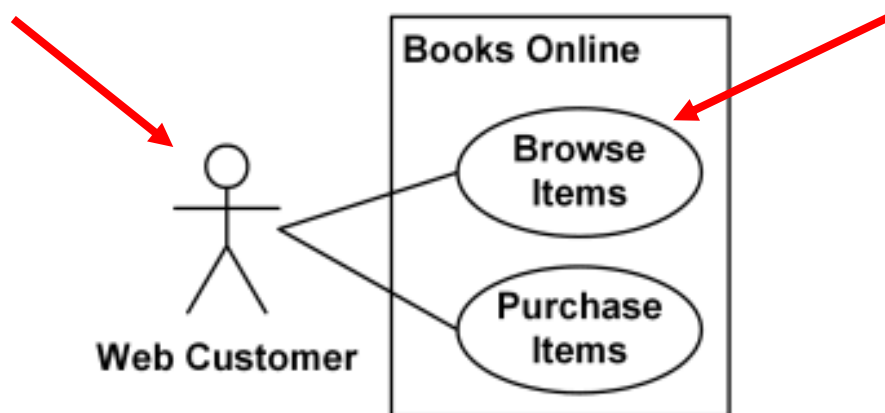 Books Online
Browse
Items
Purchase
Items
Web Customer